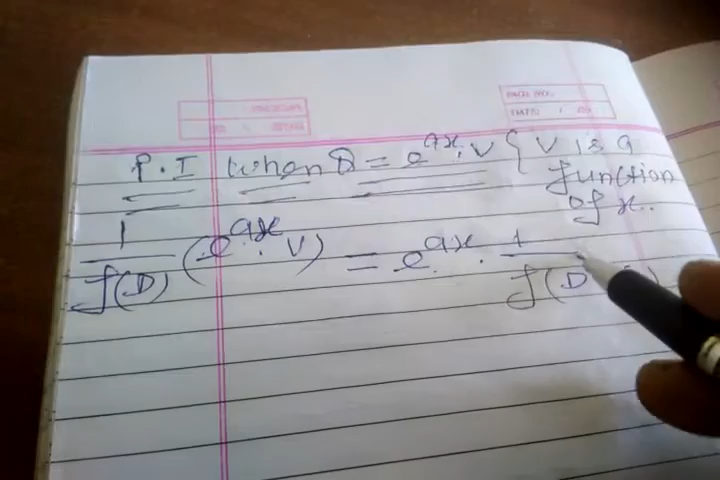 P.I when Q = e^{ax}.V { V is a
function
of x.
1/f(D) (e^{ax}.V) = e^{ax}. 1/f(D